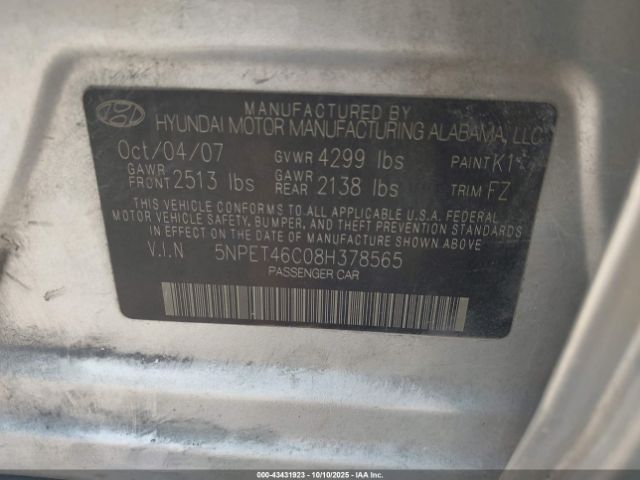 MANUFACTURED BY
HYUNDAI MOTOR MANUFACTURING ALABAMA, LLC
Oct/04/07 GVWR 4299 lbs PAINT
GAWR FRONT 2513 lbs GAWR REAR 2138 lbs TRIM FZ
THIS VEHICLE CONFORMS TO ALL APPLICABLE U.S.A. FEDERAL
MOTOR VEHICLE SAFETY, BUMPER, AND THEFT PREVENTION STANDARDS
IN EFFECT ON THE DATE OF MANUFACTURE SHOWN ABOVE.
V.I.N 5NPET46C08H378565
PASSENGER CAR
000-43431923 - 10/10/2025 - IAA Inc.